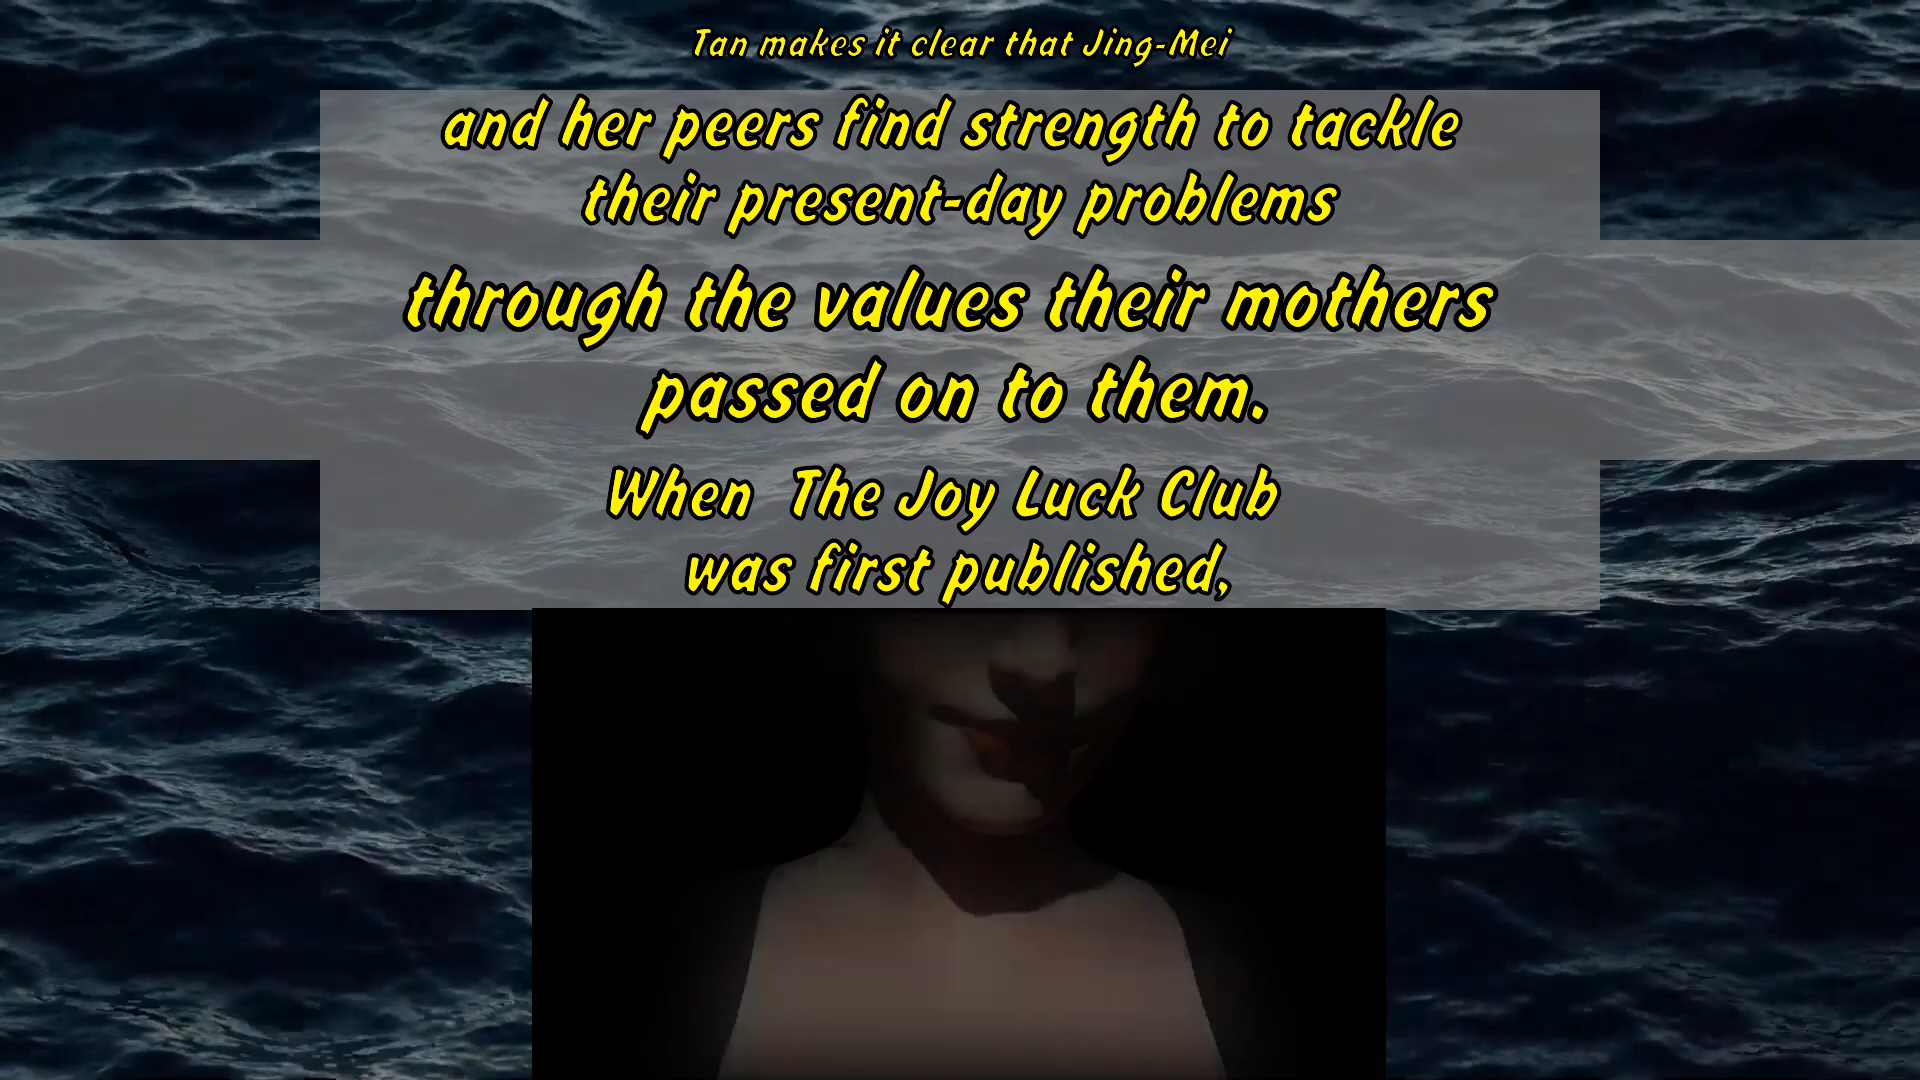 Tan makes it clear that Jing-Mei
and her peers find strength to tackle
their present-day problems
through the values their mothers
passed on to them.
When The Joy Luck Club
was first published,